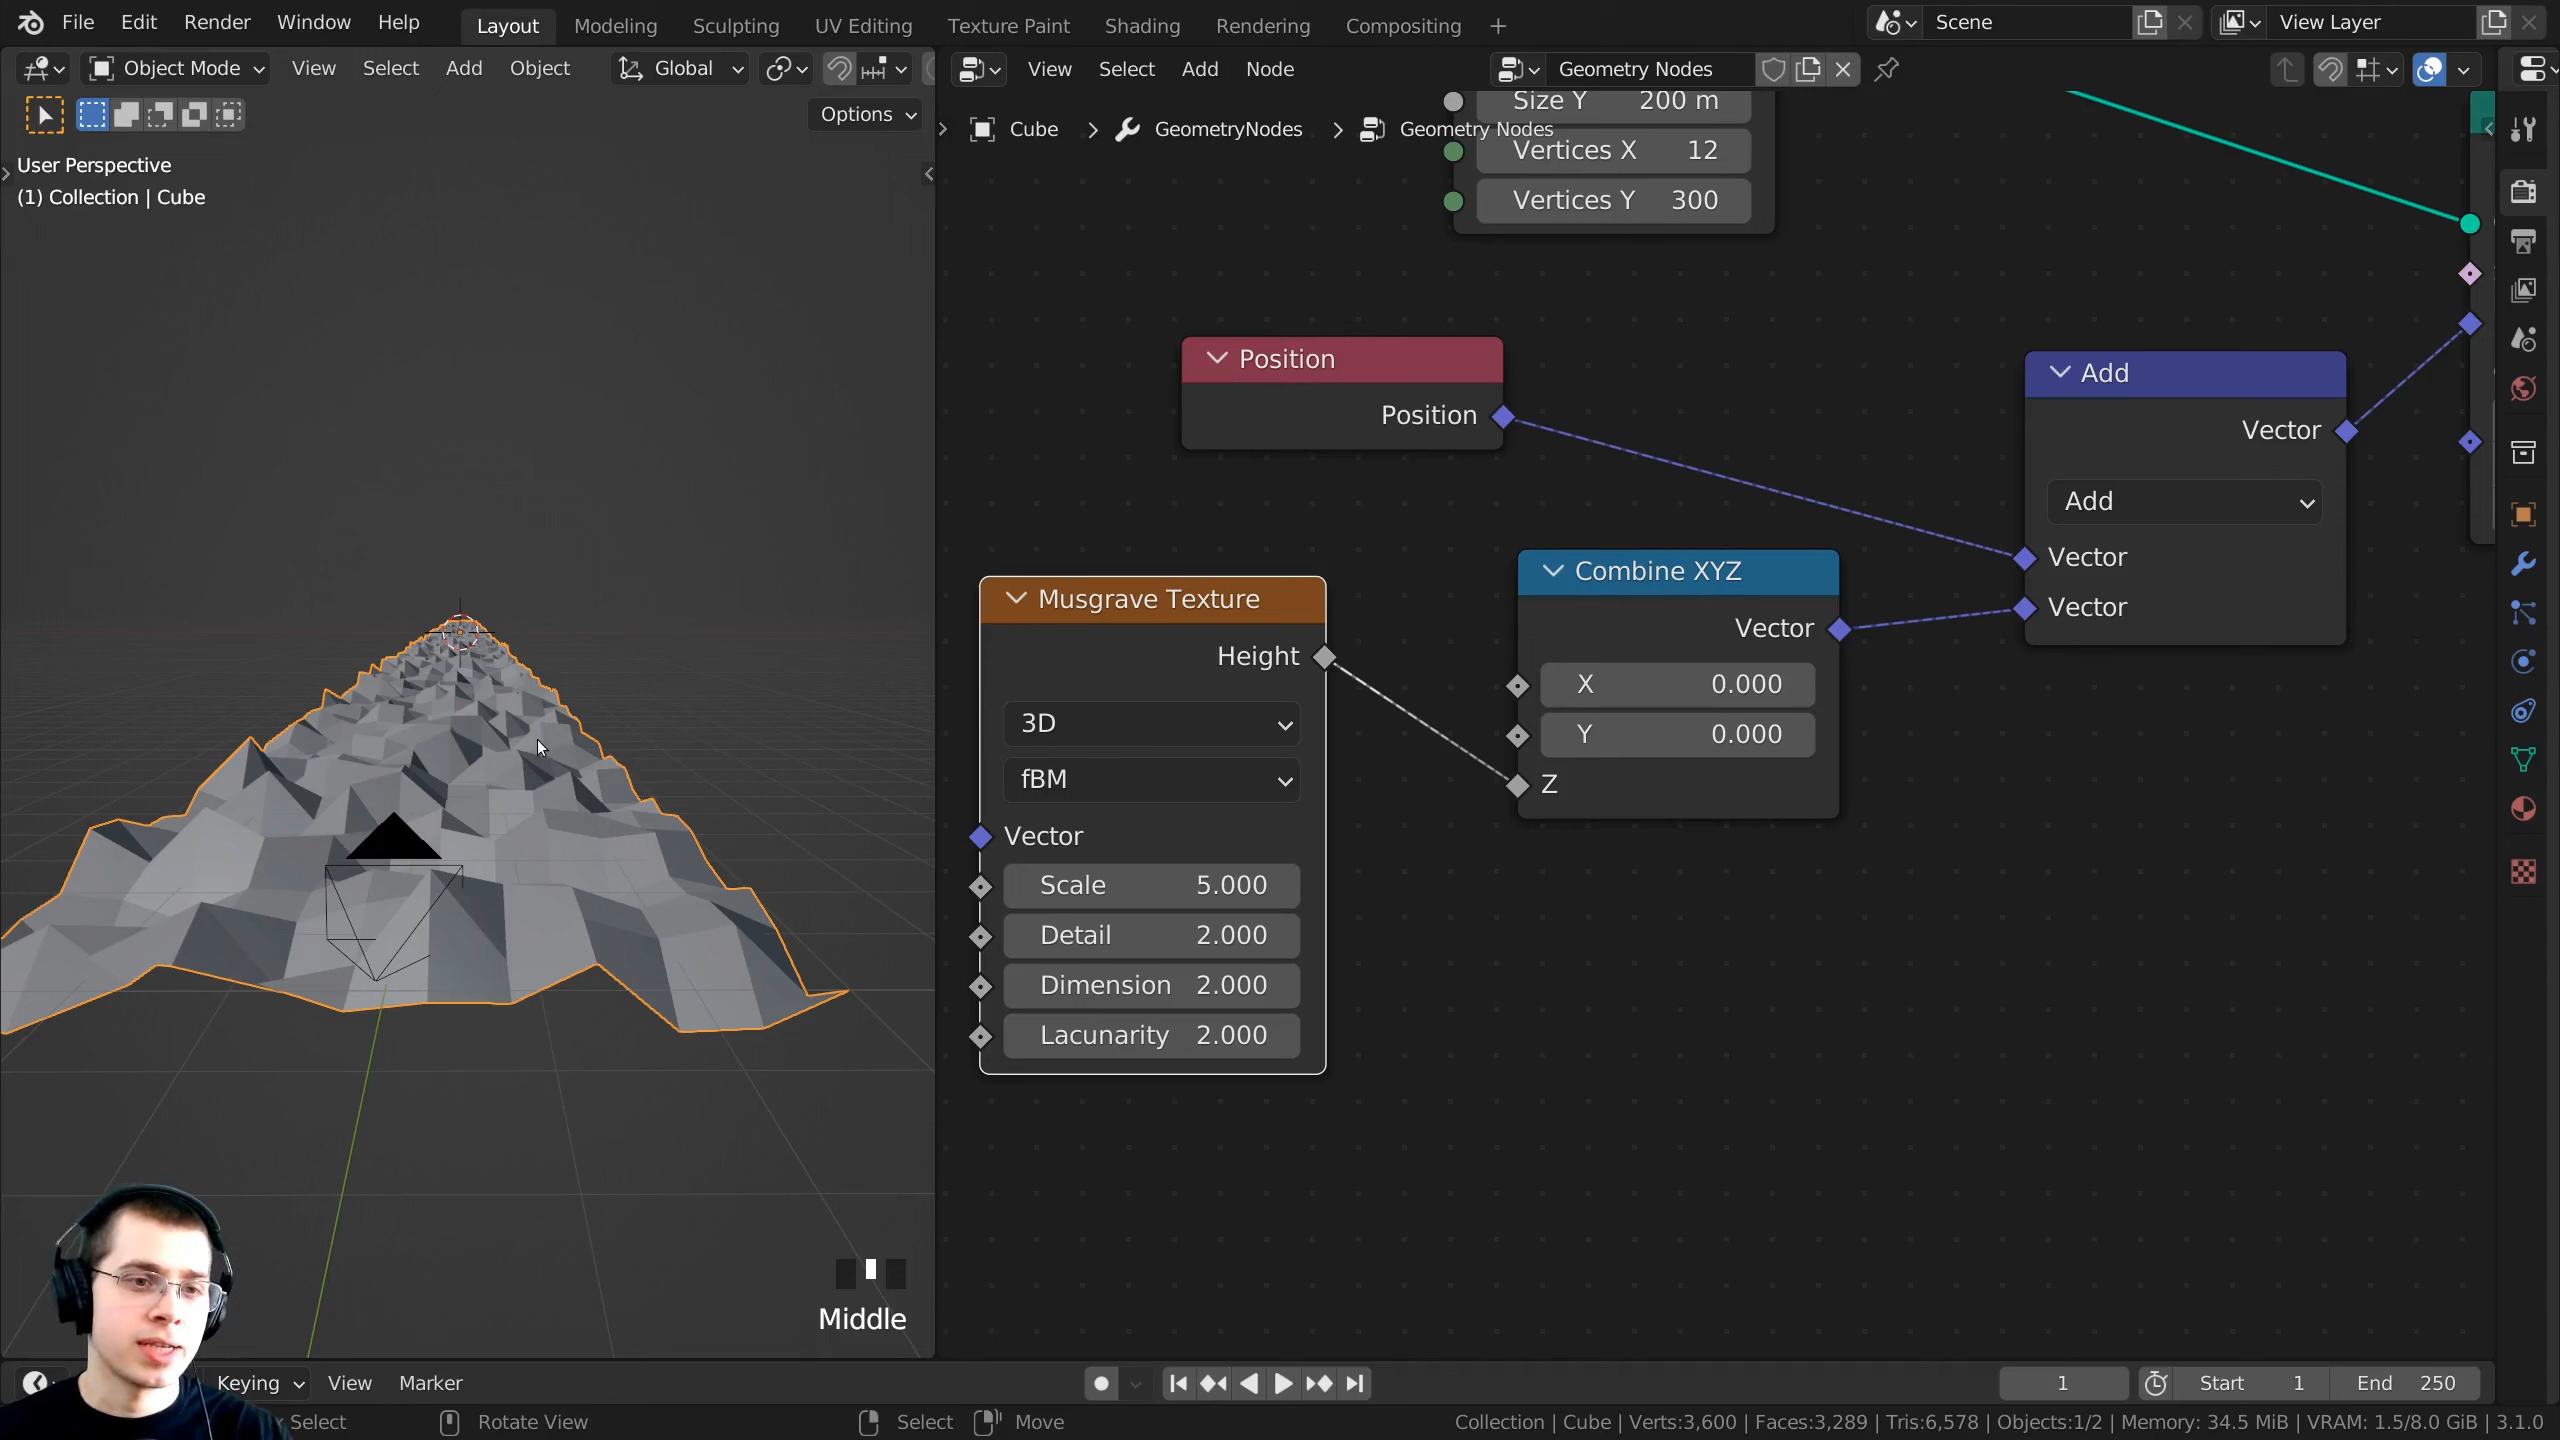 File Edit Render Window Help Layout Modeling Sculpting UV Editing Texture Paint Shading Rendering Compositing + Scene View Layer
Object Mode View Select Add Object Global View Select Add Node Geometry Nodes
Options
User Perspective
(1) Collection | Cube
Cube > GeometryNodes > Geometry Nodes
Size Y 200 m
Vertices X 12
Vertices Y 300
Position
Position
Add
Vector
Add
Vector
Vector
Combine XYZ
Vector
X 0.000
Y 0.000
Z
Musgrave Texture
Height
3D
fBM
Vector
Scale 5.000
Detail 2.000
Dimension 2.000
Lacunarity 2.000
Middle
Keying View Marker 1 Start 1 End 250
Select Rotate View Select Move Collection | Cube | Verts:3,600 | Faces:3,289 | Tris:6,578 | Objects:1/2 | Memory: 34.5 MiB | VRAM: 1.5/8.0 GiB | 3.1.0